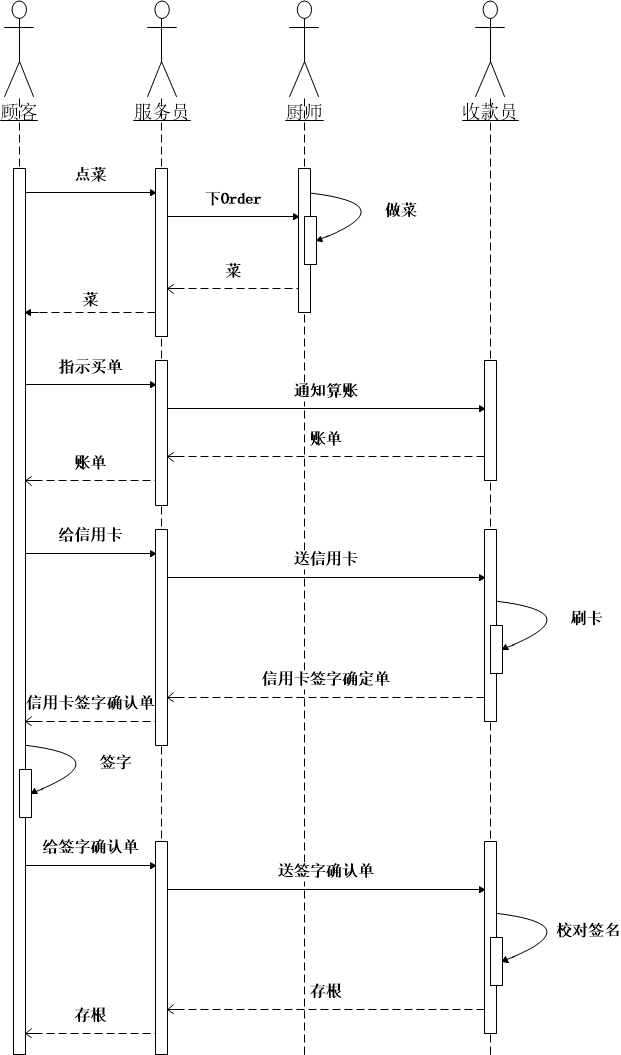 顾客
服务员
厨师
收款员
点菜
下Order
做菜
菜
菜
指示买单
通知算账
账单
账单
给信用卡
送信用卡
刷卡
信用卡签字确定单
信用卡签字确认单
签字
给签字确认单
送签字确认单
校对签名
存根
存根